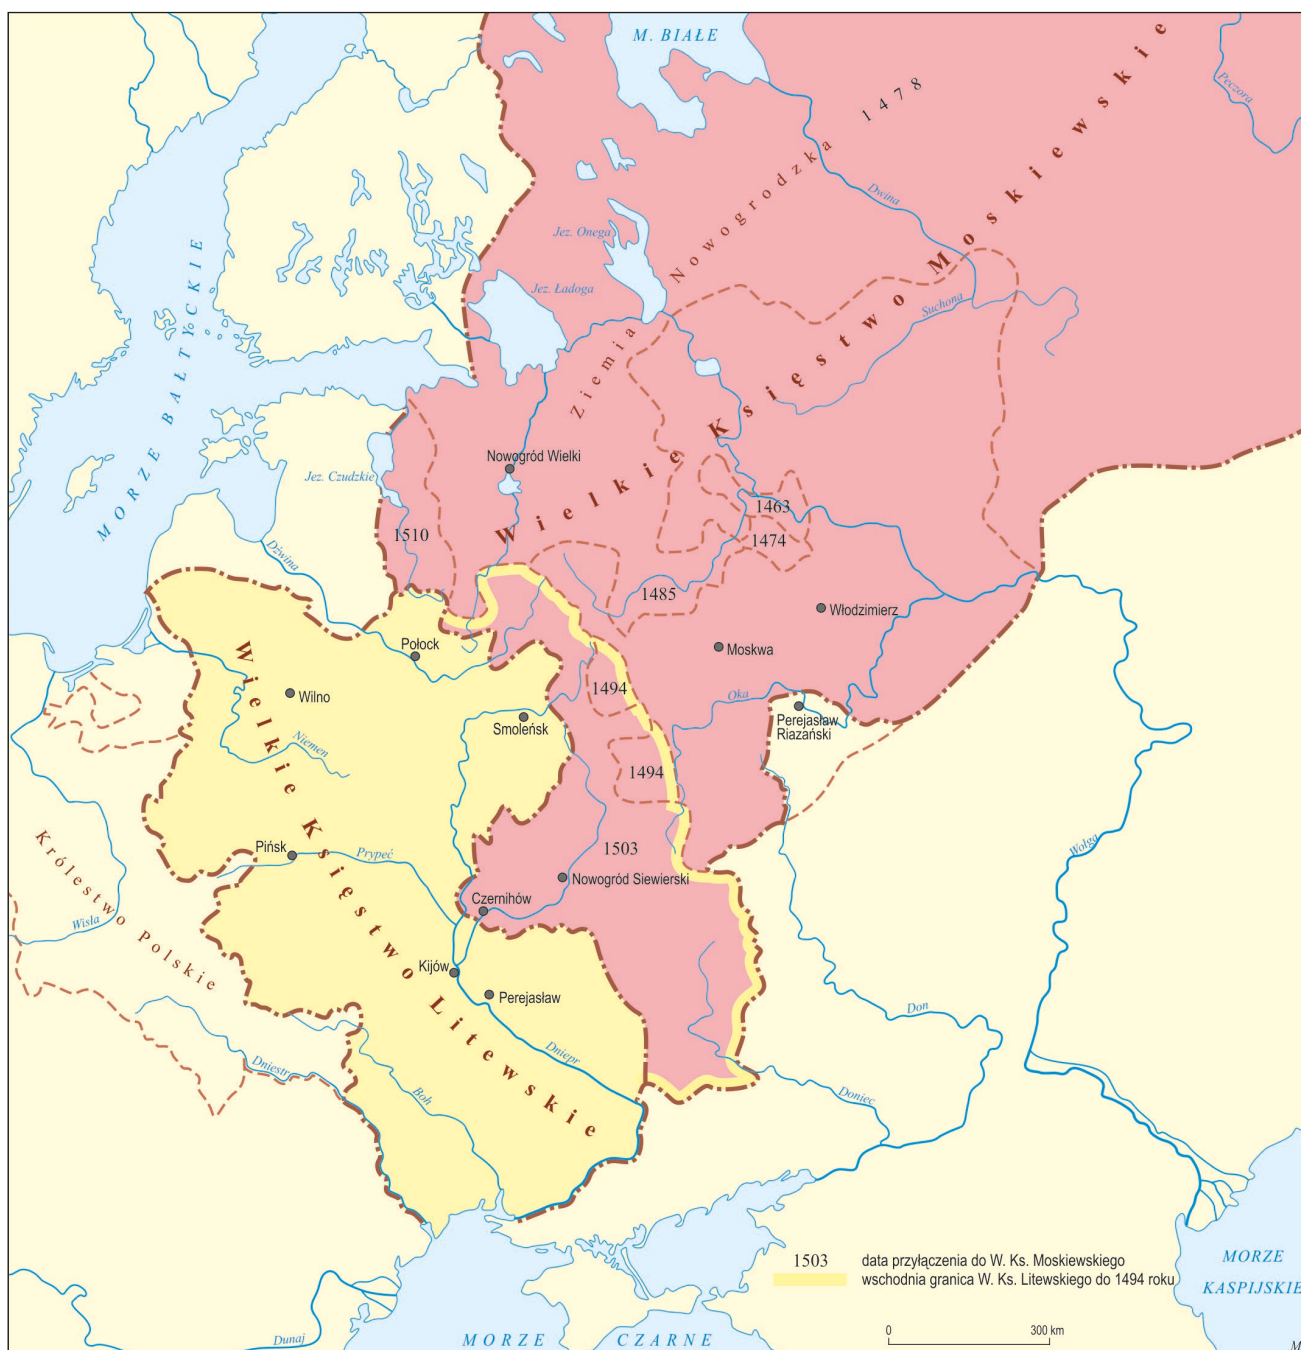 M. BIAŁE
Peczora
1478
Ziemia Nowogrodzka
Dwina
Wielkie Księstwo Moskiewskie
Jez. Onega
Jez. Ładoga
Suchona
MORZE BAŁTYCKIE
Nowogród Wielki
Jez. Czudzkie
1463
1510
1474
Dźwina
1485
Włodzimierz
Połock
Moskwa
Wilno
1494
Oka
Smoleńsk
Perejasław
Riazański
Niemen
1494
Wielkie Księstwo Litewskie
Królestwo Polskie
Pińsk
Prypeć
1503
Wołga
Nowogród Siewierski
Czernihów
Wisła
Kijów
Perejasław
Don
Dniepr
Dniestr
Boh
Doniec
1503 data przyłączenia do W. Ks. Moskiewskiego
wschodnia granica W. Ks. Litewskiego do 1494 roku
MORZE
KASPIJSKIE
0 300 km
Dunaj
MORZE CZARNE
M